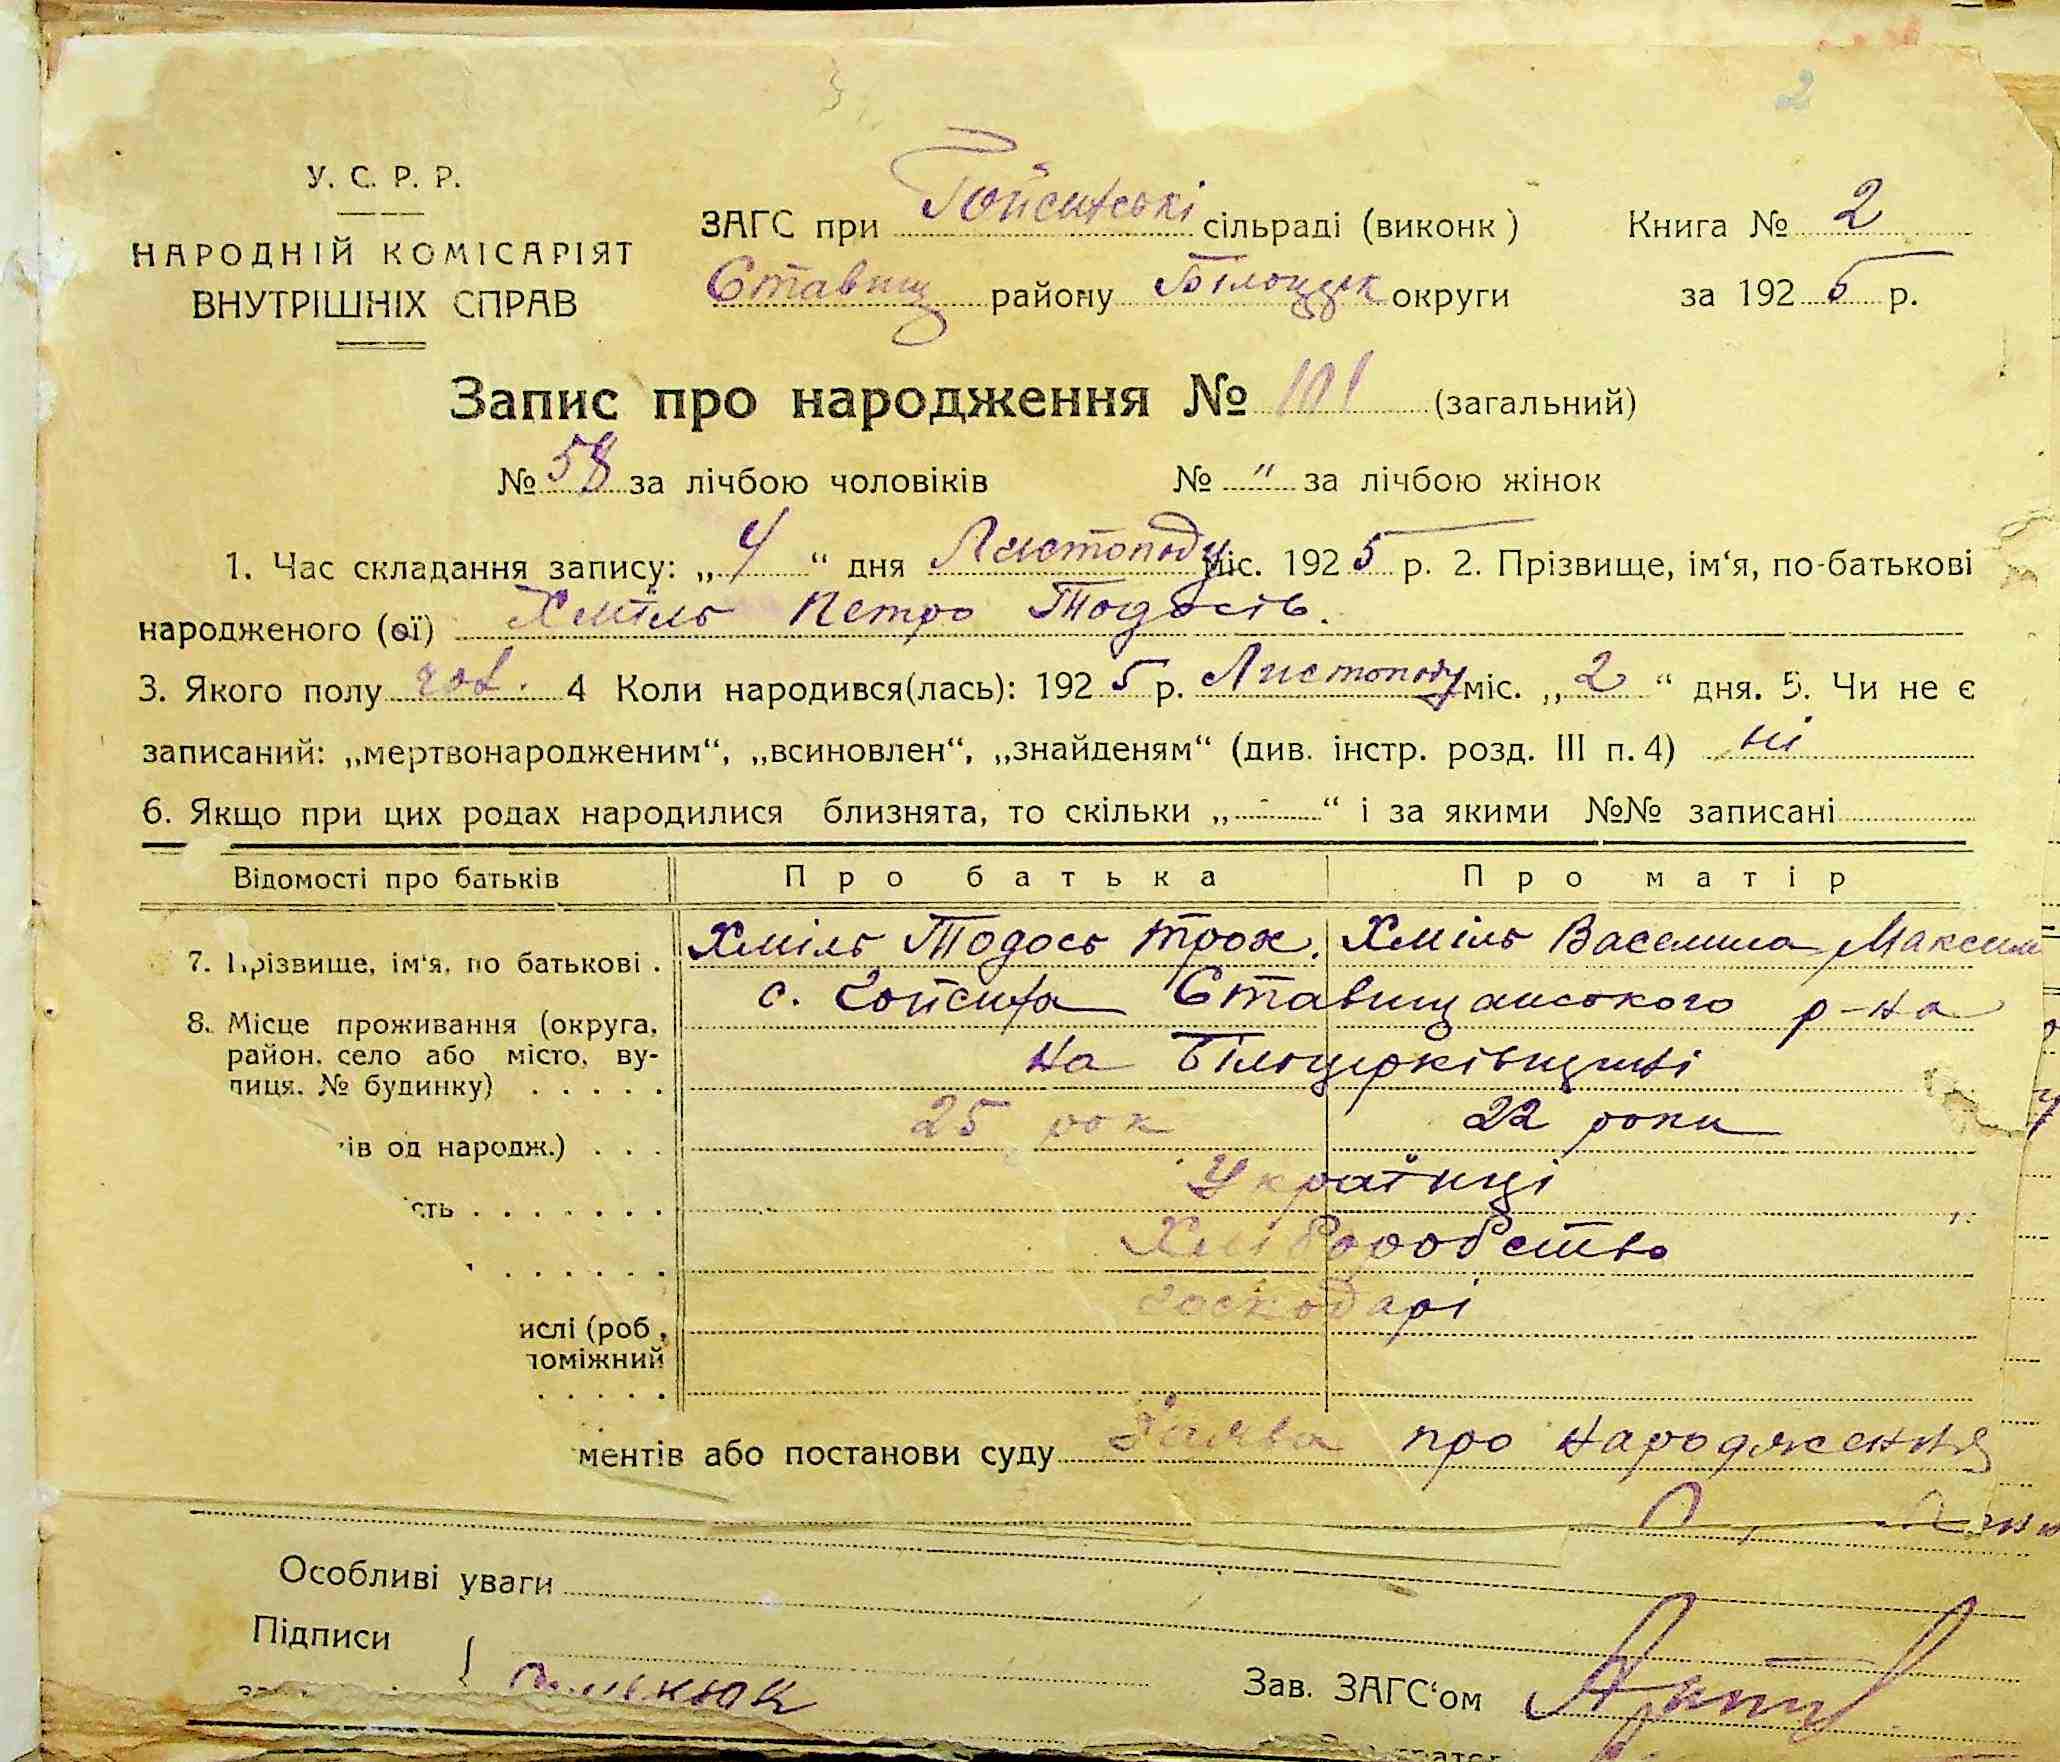 2
У. С. Р. Р.
НАРОДНІЙ КОМІСАРІЯТ
ВНУТРІШНІХ СПРАВ
ЗАГС при Гойсинські сільраді (виконк) Книга № 2
Ставищ району Білоцерк округи за 1925 р.
Запис про народження № 101 (загальний)
№ 58 за лічбою чоловіків № " за лічбою жінок
1. Час складання запису: „4“ дня Листопаду міс. 1925 р. 2. Прізвище, ім‘я, по-батькові
народженого (ої) Хміль Петро Тодосів.
3. Якого полу чол. 4 Коли народився(лась): 1925 р. Листопаду міс. „2“ дня. 5. Чи не є
записаний: „мертвонародженим“, „всиновлен“, „знайденям“ (див. інстр. розд. III п. 4) ні
6. Якщо при цих родах народилися близнята, то скільки „-“ і за якими №№ записані
Відомості про батьків Про батька Про матір
7. Прізвище, ім‘я, по батькові . Хміль Тодось Трох. Хміль Василина Максим
8. Місце проживання (округа, с. Гойсиха Ставищанського р-на
район, село або місто, ву-
лиця, № будинку) . . . . . на Білоцерківщині
ів од народж.) . . . 25 рок 22 роки
сть . . . . . . . Українці
Хліборобство
ислі (роб., господарі
поміжний
ментів або постанови суду Заява про народження
Особливі уваги
Підписи
Зав. ЗАГС‘ом